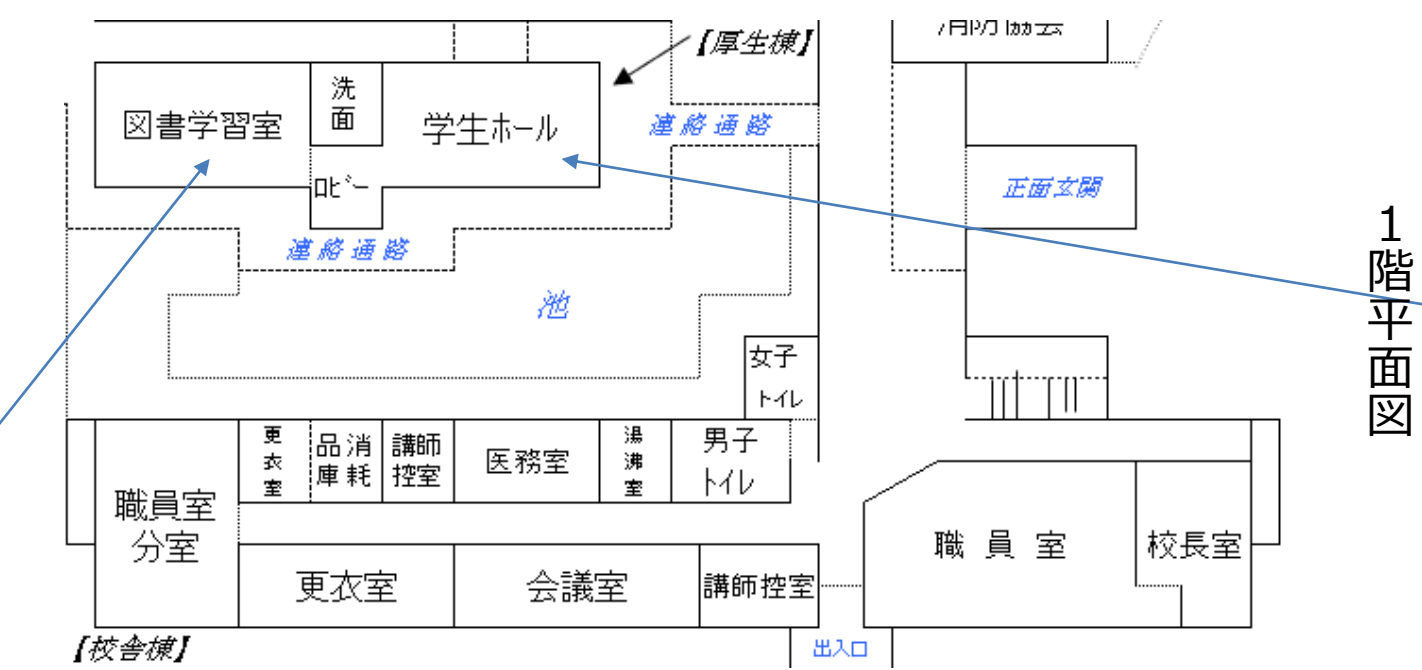 消防協会
【厚生棟】
洗面
図書学習室
学生ホール
連絡通路
ロビー
正面玄関
連絡通路
池
1階平面図
女子
トイレ
更衣室
消耗品庫
講師控室
医務室
湯沸室
男子
トイレ
職員室
分室
職員室
校長室
更衣室
会議室
講師控室
【校舎棟】
出入口